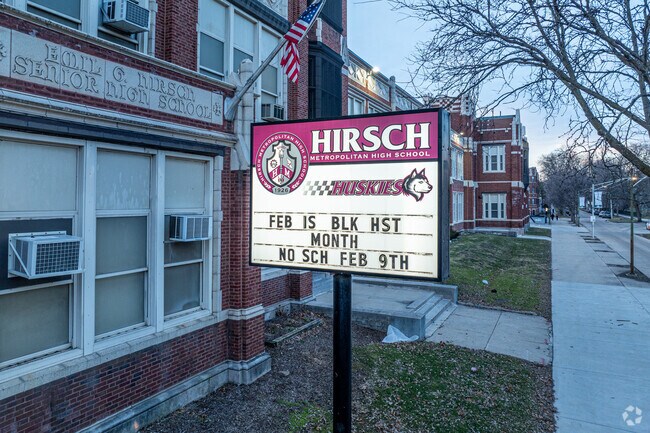 EMIL G. HIRSCH
SENIOR HIGH SCHOOL
HIRSCH
METROPOLITAN HIGH SCHOOL
1926
HUSKIES
FEB IS BLK HST
MONTH
NO SCH FEB 9TH